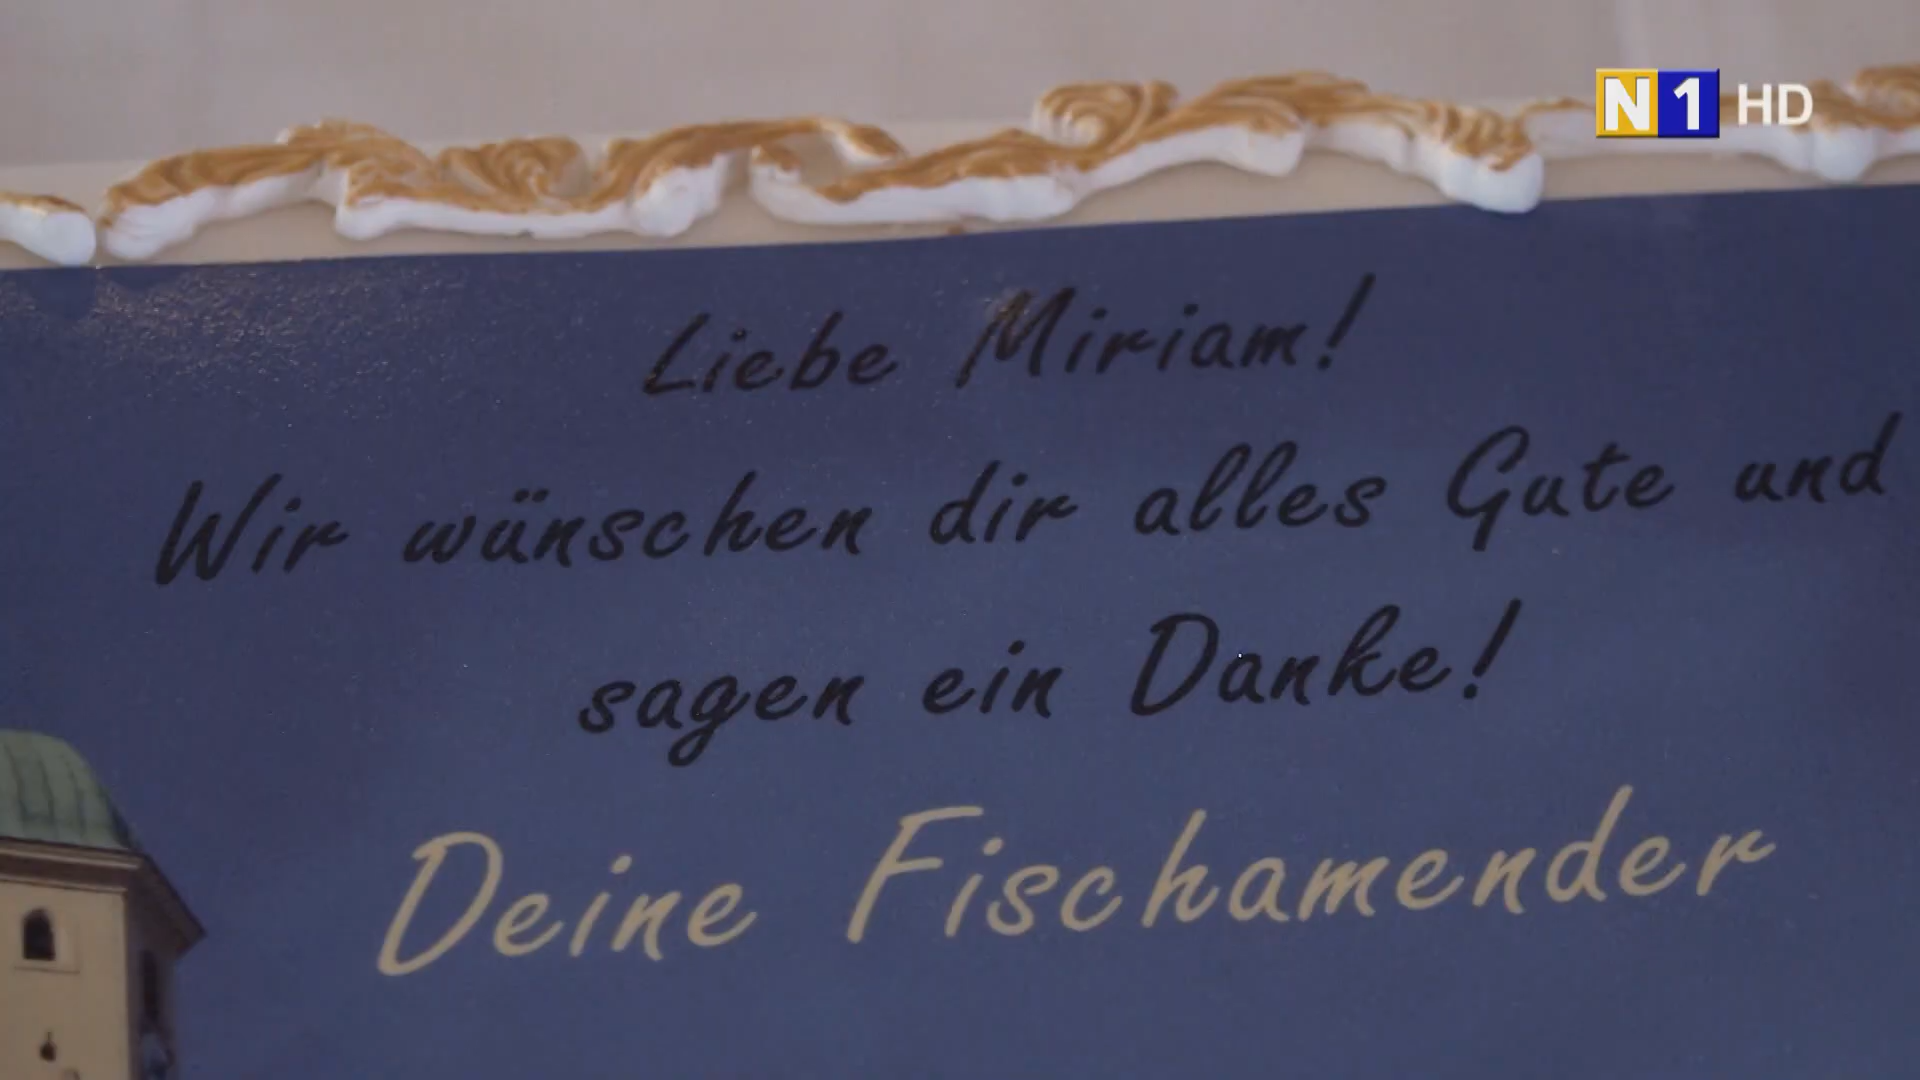 N1 HD
Liebe Miriam!
Wir wünschen dir alles Gute und
sagen ein Danke!
Deine Fischamender